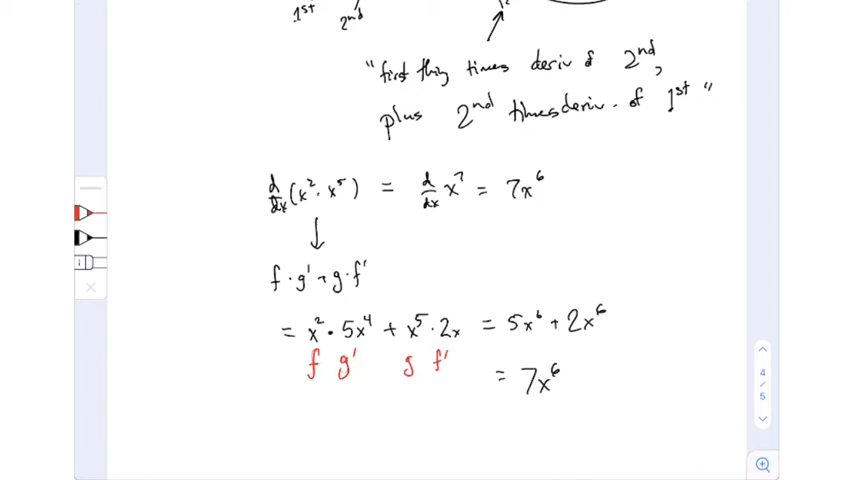 1st 2nd
"first thing times deriv of 2nd,
plus 2nd times deriv. of 1st"
d/dx (x² · x⁵) = d/dx x⁷ = 7x⁶
↓
f · g' + g · f'
= x² · 5x⁴ + x⁵ · 2x = 5x⁶ + 2x⁶
f g' g f'
= 7x⁶
4
/
5